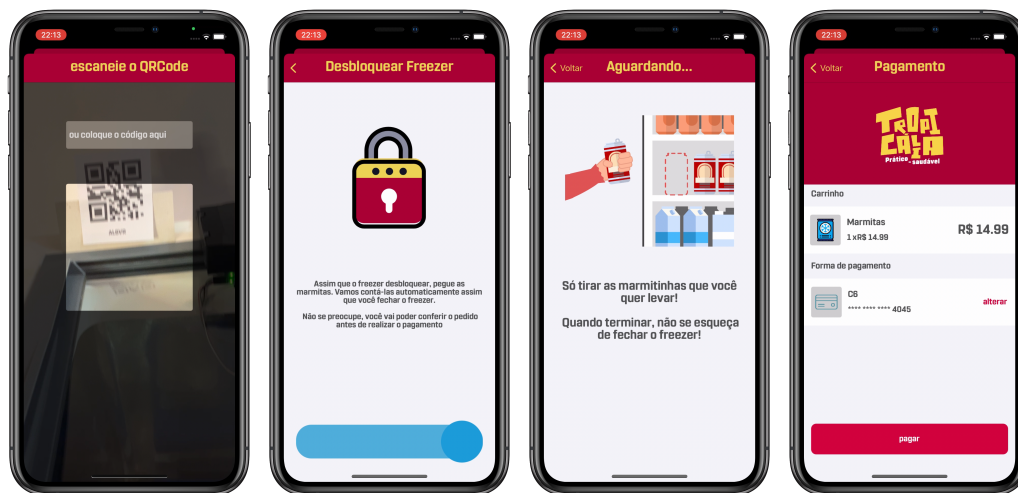 22:13
escaneie o QRCode
ou coloque o código aqui
22:13
Desbloquear Freezer
Assim que o freezer desbloquear, pegue as
marmitas. Vamos contá-las automaticamente assim
que você fechar o freezer.
Não se preocupe, você vai poder conferir o pedido
antes de realizar o pagamento
22:13
Voltar
Aguardando...
Só tirar as marmitinhas que você
quer levar!
Quando terminar, não se esqueça
de fechar o freezer!
22:13
Voltar
Pagamento
TROPI
CALIA
Prático e saudável
Carrinho
Marmitas
1 xR$ 14.99
R$ 14.99
Forma de pagamento
C6
**** **** **** 4045
alterar
pagar